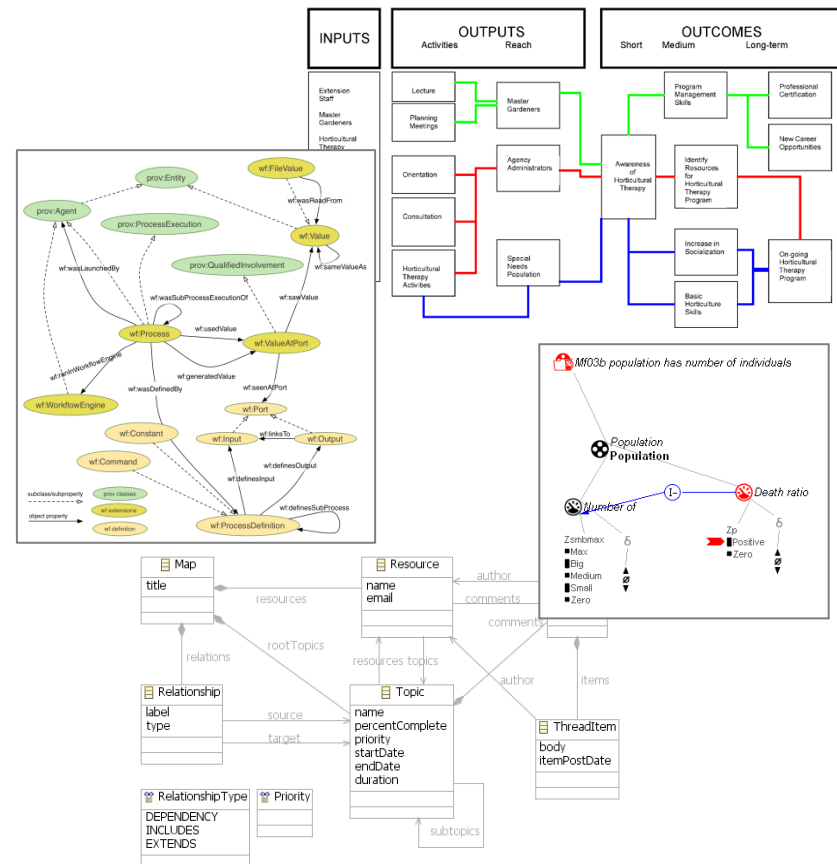 INPUTS
OUTPUTS
Activities Reach
OUTCOMES
Short Medium Long-term
Extension
Staff
Master
Gardeners
Horticultural
Therapy
Lecture
Planning
Meetings
Orientation
Consultation
Horticultural
Therapy
Activities
Master
Gardeners
Agency
Administrators
Special
Needs
Population
Awareness
of
Horticultural
Therapy
Program
Management
Skills
Identify
Resources
for
Horticultural
Therapy
Program
Increase in
Socialization
Basic
Horticulture
Skills
Professional
Certification
New Career
Opportunities
On-going
Horticultural
Therapy
Program
wf:FileValue
prov:Entity
wf:wasReadFrom
prov:Agent
prov:ProcessExecution
wf:Value
wf:sameValueAs
prov:QualifiedInvolvement
wf:wasLaunchedBy
wf:sawValue
wf:wasSubProcessExecutionOf
wf:Process
wf:usedValue
wf:ValueAtPort
wf:ranInWorkflowEngine
wf:generatedValue
wf:seenAtPort
wf:wasDefinedBy
wf:WorkflowEngine
wf:Port
wf:Constant
wf:Input
wf:linksTo
wf:Output
wf:Command
wf:definesOutput
wf:definesInput
subclass/subproperty
prov classes
wf extensions
object property
wf definition
wf:definesSubProcess
wf:ProcessDefinition
Mf03b population has number of individuals
Population
Population
I-
Death ratio
Number of
Zsmbmax
Max
Big
Medium
Small
Zero
δ
Zp
Positive
Zero
δ
Map
title
resources
Resource
name
email
author
comments
comments
rootTopics
relations
resources topics
author
items
Relationship
label
type
source
target
Topic
name
percentComplete
priority
startDate
endDate
duration
subtopics
ThreadItem
body
itemPostDate
RelationshipType
DEPENDENCY
INCLUDES
EXTENDS
Priority